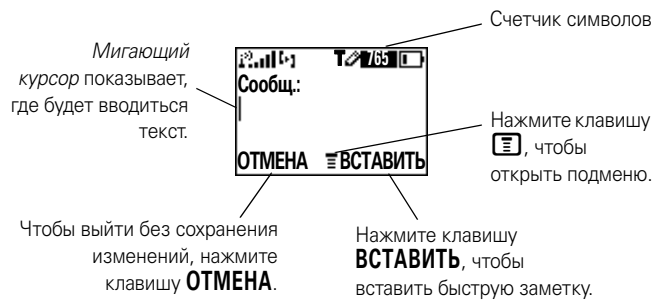 Счетчик символов
Мигающий
курсор показывает,
где будет вводиться
текст.
765
Сообщ.:
ОТМЕНА ВСТАВИТЬ
Нажмите клавишу
, чтобы
открыть подменю.
Чтобы выйти без сохранения
изменений, нажмите
клавишу ОТМЕНА.
Нажмите клавишу
ВСТАВИТЬ, чтобы
вставить быструю заметку.